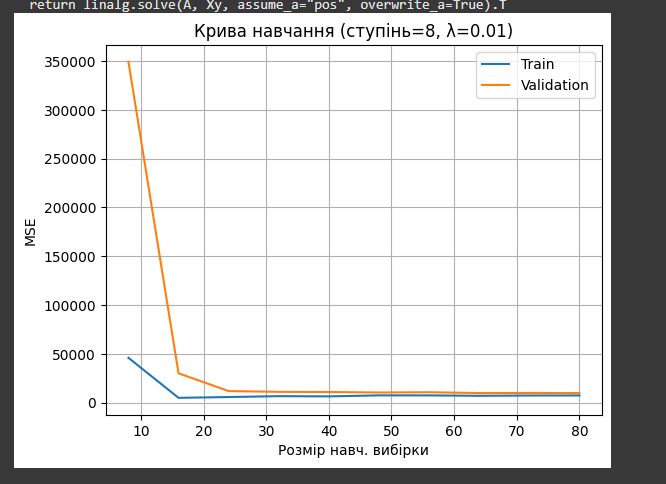 return linalg.solve(A, Xy, assume_a="pos", overwrite_a=True).T
Крива навчання (ступінь=8, λ=0.01)
Train
Validation
350000
300000
250000
200000
150000
100000
50000
0
MSE
10 20 30 40 50 60 70 80
Розмір навч. вибірки